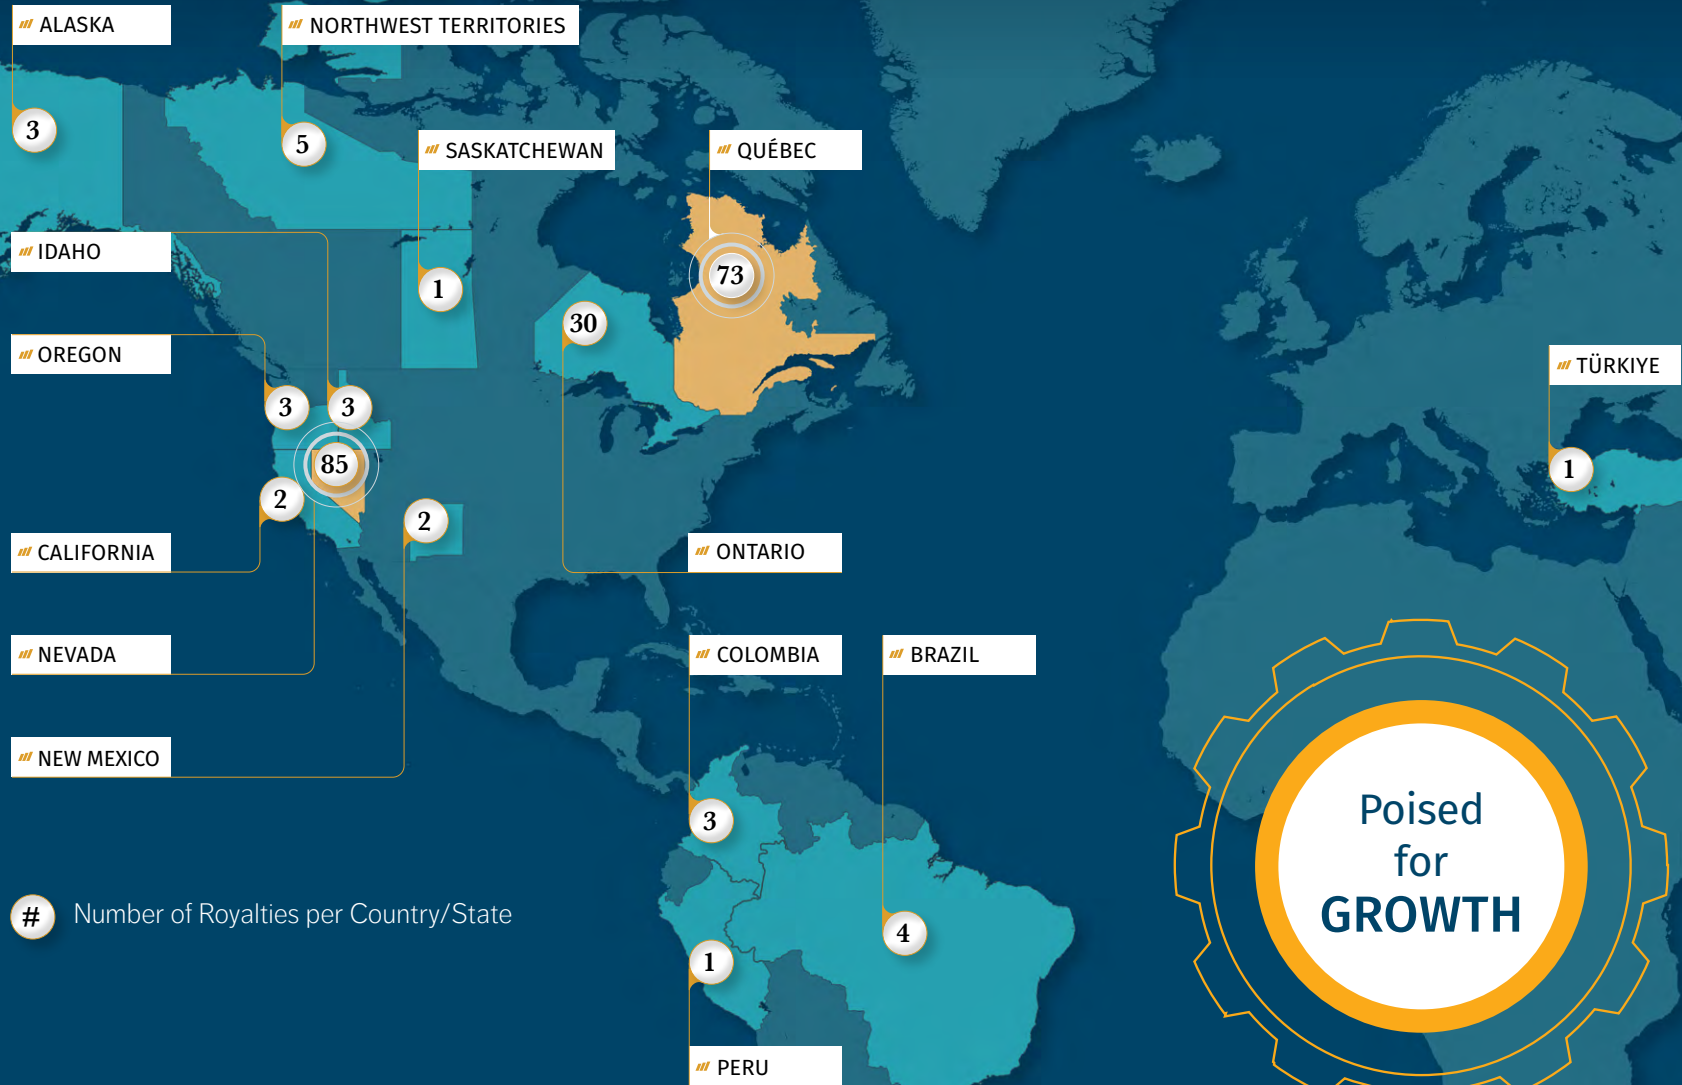 ALASKA
NORTHWEST TERRITORIES
3
5
SASKATCHEWAN
QUÉBEC
IDAHO
73
1
30
OREGON
TÜRKIYE
3
3
85
1
2
2
CALIFORNIA
ONTARIO
NEVADA
COLOMBIA
BRAZIL
NEW MEXICO
3
Poised
for
GROWTH
# Number of Royalties per Country/State
4
1
PERU